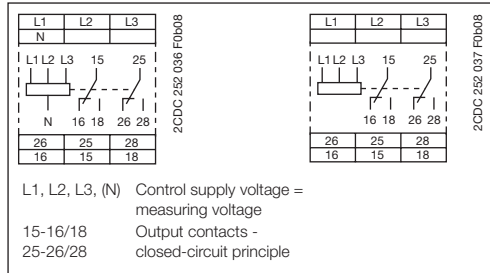 L1 L2 L3
N
L1 L2 L3 15 25
N 16 18 26 28
26 25 28
16 15 18
2CDC 252 036 F0b08
L1 L2 L3
L1 L2 L3 15 25
16 18 26 28
26 25 28
16 15 18
2CDC 252 037 F0b08
L1, L2, L3, (N) Control supply voltage =
measuring voltage
15-16/18 Output contacts -
25-26/28 closed-circuit principle